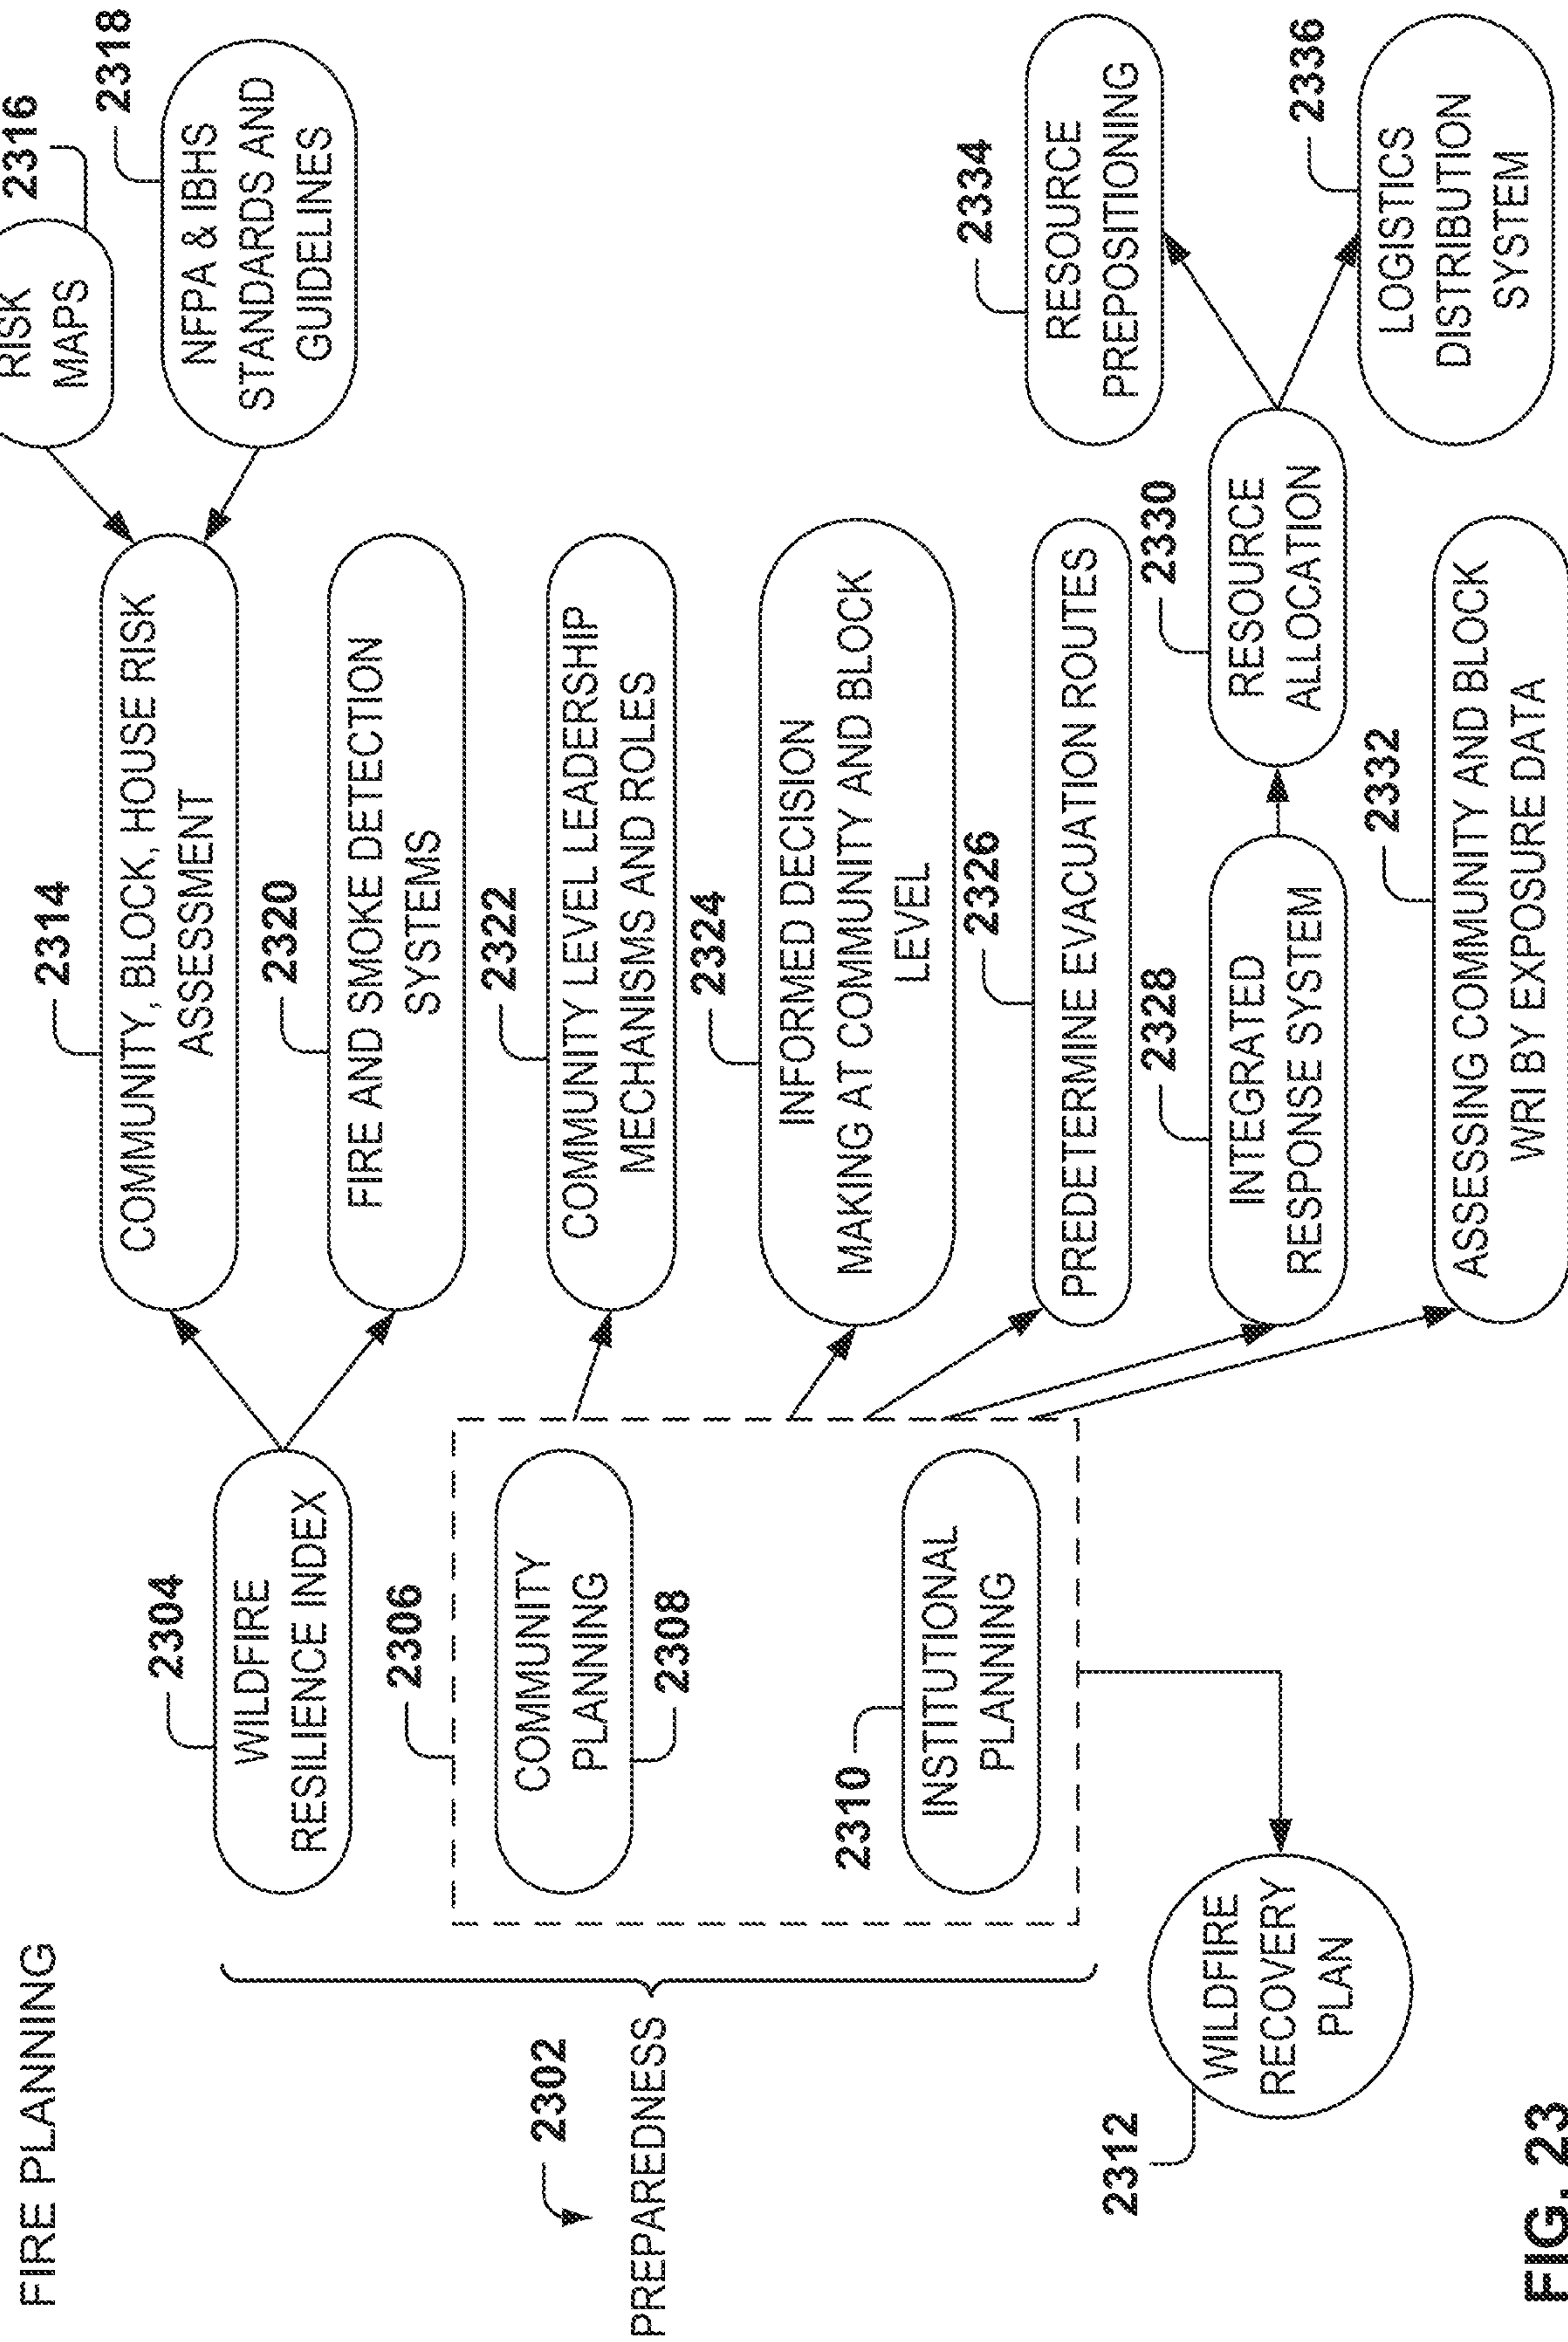 FIRE PLANNING
2302
PREPAREDNESS
2304
WILDFIRE
RESILIENCE INDEX
2306
COMMUNITY
PLANNING
2308
2310
INSTITUTIONAL
PLANNING
2312
WILDFIRE
RECOVERY
PLAN
2314
COMMUNITY, BLOCK, HOUSE RISK
ASSESSMENT
2316
RISK
MAPS
2318
NFPA & IBHS
STANDARDS AND
GUIDELINES
2320
FIRE AND SMOKE DETECTION
SYSTEMS
2322
COMMUNITY LEVEL LEADERSHIP
MECHANISMS AND ROLES
2324
INFORMED DECISION
MAKING AT COMMUNITY AND BLOCK
LEVEL
2326
PREDETERMINE EVACUATION ROUTES
2328
INTEGRATED
RESPONSE SYSTEM
2330
RESOURCE
ALLOCATION
2332
ASSESSING COMMUNITY AND BLOCK
WRI BY EXPOSURE DATA
2334
RESOURCE
PREPOSITIONING
2336
LOGISTICS
DISTRIBUTION
SYSTEM
FIG. 23